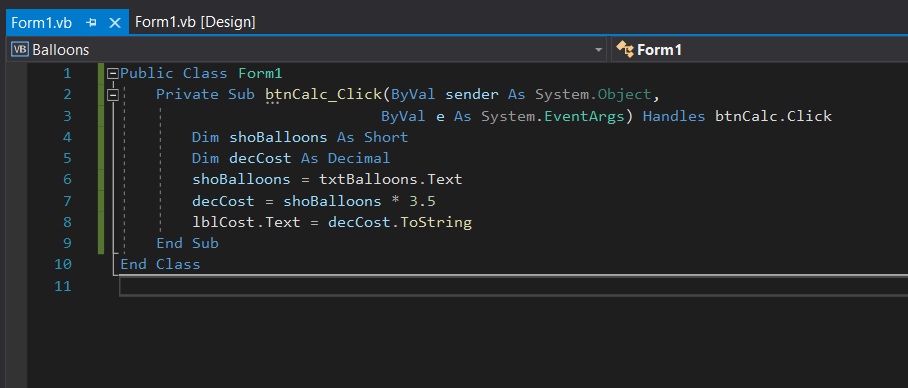 Form1.vb Form1.vb [Design]
VB Balloons Form1
1 Public Class Form1
2 Private Sub btnCalc_Click(ByVal sender As System.Object,
3 ByVal e As System.EventArgs) Handles btnCalc.Click
4 Dim shoBalloons As Short
5 Dim decCost As Decimal
6 shoBalloons = txtBalloons.Text
7 decCost = shoBalloons * 3.5
8 lblCost.Text = decCost.ToString
9 End Sub
10 End Class
11